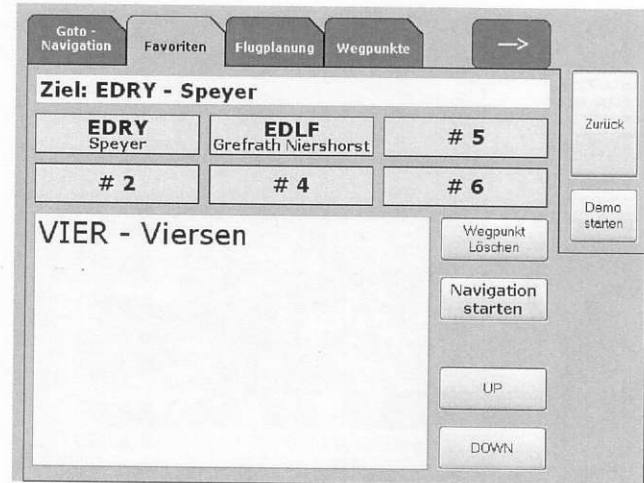 Goto -
Navigation
Favoriten
Flugplanung
Wegpunkte
-->
Ziel: EDRY - Speyer
EDRY
Speyer
EDLF
Grefrath Niershorst
# 5
# 2
# 4
# 6
Zurück
Demo
starten
VIER - Viersen
Wegpunkt
Löschen
Navigation
starten
UP
DOWN